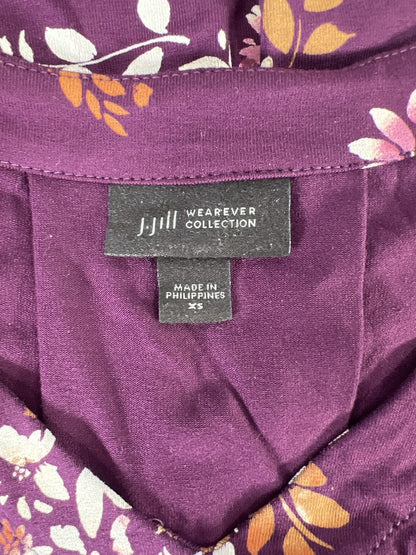 J.Jill WEAREVER
COLLECTION
MADE IN
PHILIPPINES
XS